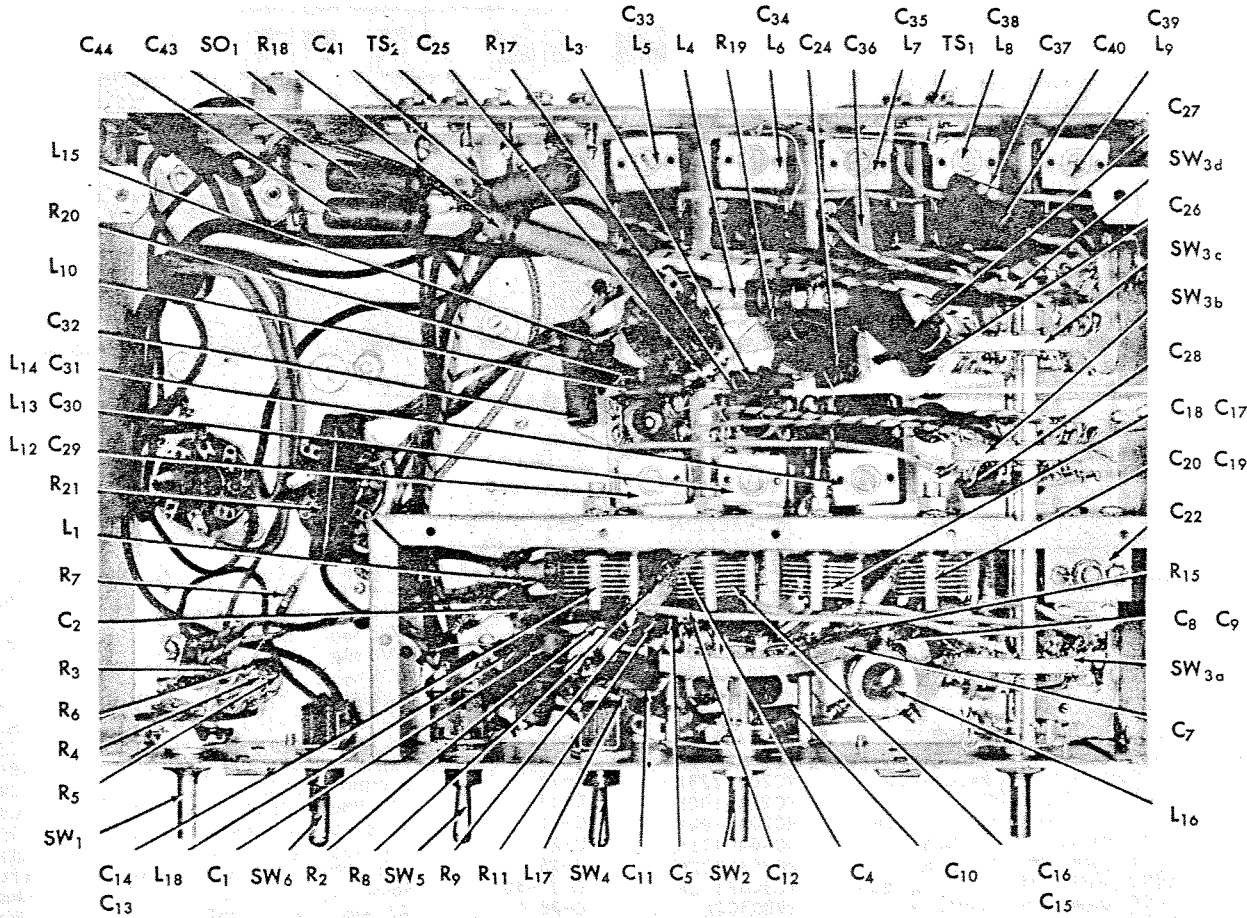 C33 C34 C35 C38 C39
C44 C43 SO1 R18 C41 TS2 C25 R17 L3 L5 L4 R19 L6 C24 C36 L7 TS1 L8 C37 C40 L9
L15
R20
L10
C32
L14 C31
L13 C30
L12 C29
R21
L1
R7
C2
R3
R6
R4
R5
SW1
C27
SW3d
C26
SW3c
SW3b
C28
C18 C17
C20 C19
C22
R15
C8 C9
SW3a
C7
L16
C14 L18 C1 SW6 R2 R8 SW5 R9 R11 L17 SW4 C11 C5 SW2 C12 C4 C10 C16
C13 C15